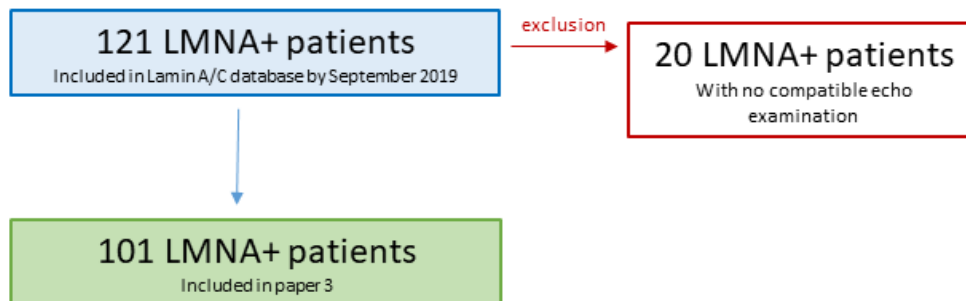 121 LMNA+ patients
Included in Lamin A/C database by September 2019
exclusion
20 LMNA+ patients
With no compatible echo
examination
101 LMNA+ patients
Included in paper 3